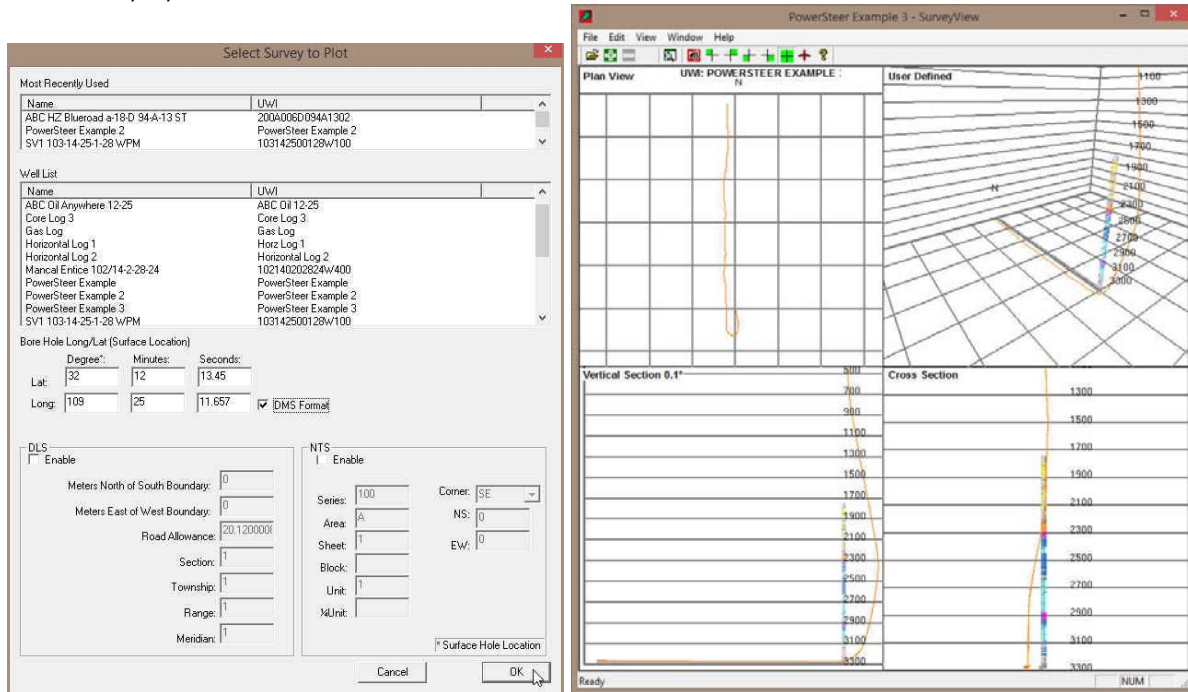 Select Survey to Plot
Most Recently Used
Name UWI
ABC HZ Blueroad a-18-D 94-A-13 ST 200A006D094A1302
PowerSteer Example 2 PowerSteer Example 2
SV1 103-14-25-1-28 WPM 103142500128W100
Well List
Name UWI
ABC Oil Anywhere 12-25 ABC Oil 12-25
Core Log 3 Core Log 3
Gas Log Gas Log
Horizontal Log 1 Horz Log 1
Horizontal Log 2 Horizontal Log 2
Mancal Entice 102/14-2-28-24 102140202824W400
PowerSteer Example PowerSteer Example
PowerSteer Example 2 PowerSteer Example 2
PowerSteer Example 3 PowerSteer Example 3
SV1 103-14-25-1-28 WPM 103142500128W100
Bore Hole Long/Lat (Surface Location)
Degree*: Minutes: Seconds:
Lat: 32 12 13.45
Long: 109 25 11.657 DMS Format
DLS
Enable
Meters North of South Boundary: 0
Meters East of West Boundary: 0
Road Allowance: 20.120000
Section: 1
Township: 1
Range: 1
Meridian: 1
NTS
Enable
Series: 100 Corner: SE
Area: A NS: 0
Sheet: 1 EW: 0
Block:
Unit: 1
¼Unit:
* Surface Hole Location
Cancel OK
PowerSteer Example 3 - SurveyView
File Edit View Window Help
Plan View UWI: POWERSTEER EXAMPLE :
N
User Defined
N
1100
1300
1500
1700
1900
2100
2300
2700
2900
3100
3300
Vertical Section 0.1°
500
700
900
1100
1300
1500
1700
1900
2100
2300
2500
2700
2900
3100
3300
Cross Section
1300
1500
1700
1900
2100
2300
2500
2700
2900
3100
3300
Ready NUM